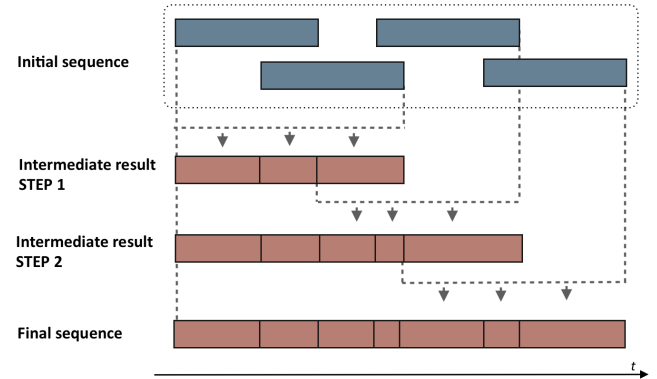 Initial sequence
Intermediate result
STEP 1
Intermediate result
STEP 2
Final sequence
t